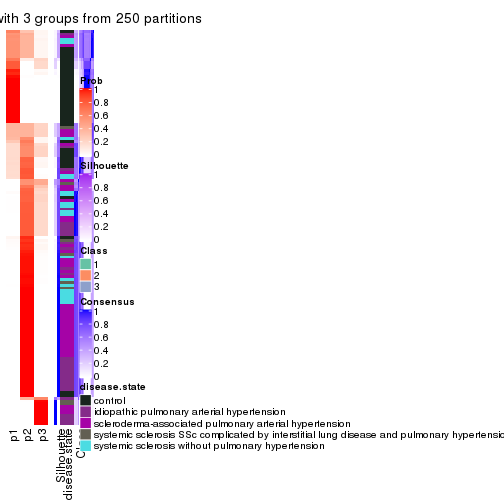 with 3 groups from 250 partitions
Prob
1
0.8
0.6
0.4
0.2
0
Silhouette
1
0.8
0.6
0.4
0.2
0
Class
1
2
3
Consensus
1
0.8
0.6
0.4
0.2
0
disease.state
control
idiopathic pulmonary arterial hypertension
scleroderma-associated pulmonary arterial hypertension
systemic sclerosis SSc complicated by interstitial lung disease and pulmonary hypertensio
systemic sclerosis without pulmonary hypertension
p1
p2
p3
Silhouette
disease.state